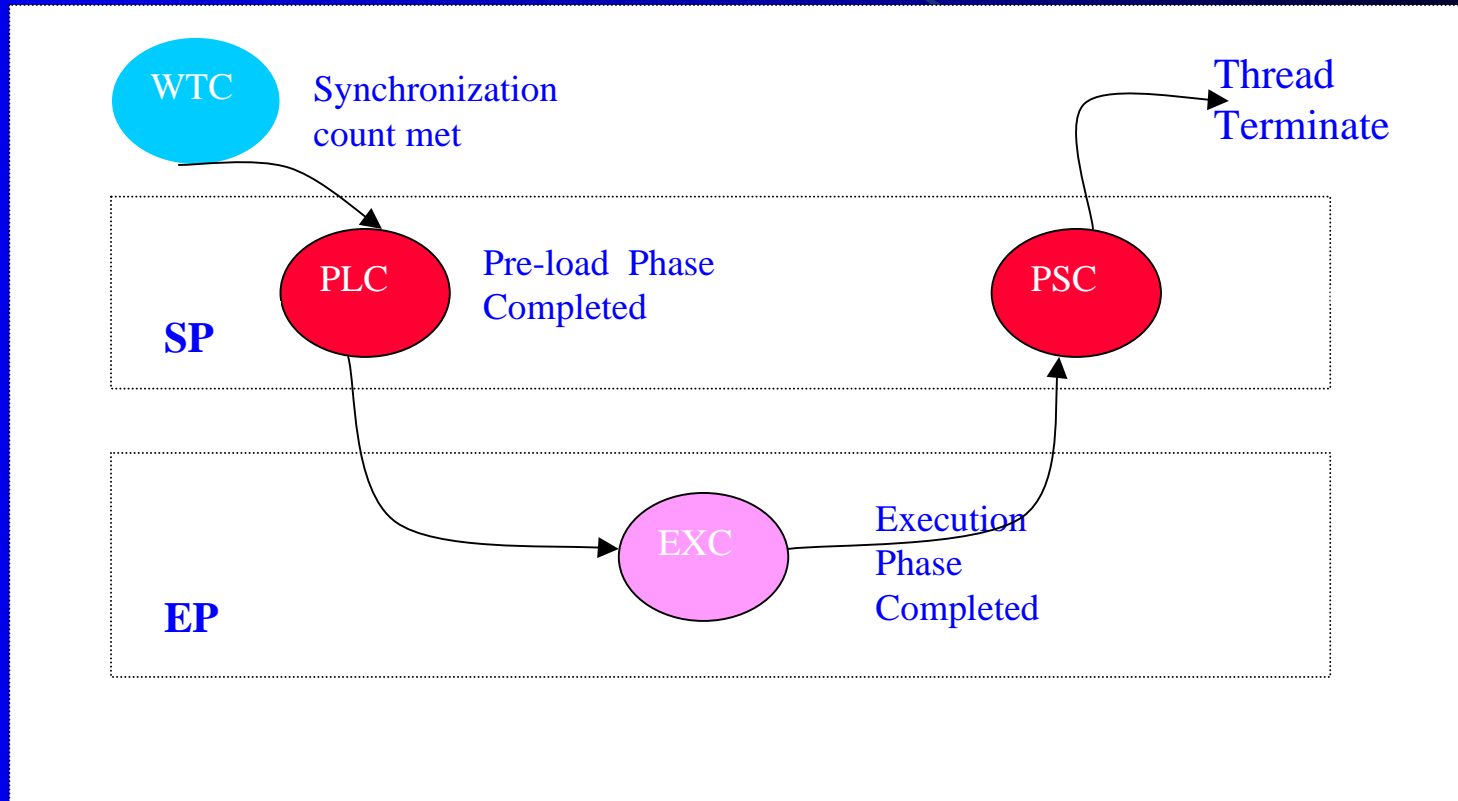 WTC
Synchronization
count met
Thread
Terminate
PLC
Pre-load Phase
Completed
PSC
SP
EXC
Execution
Phase
Completed
EP